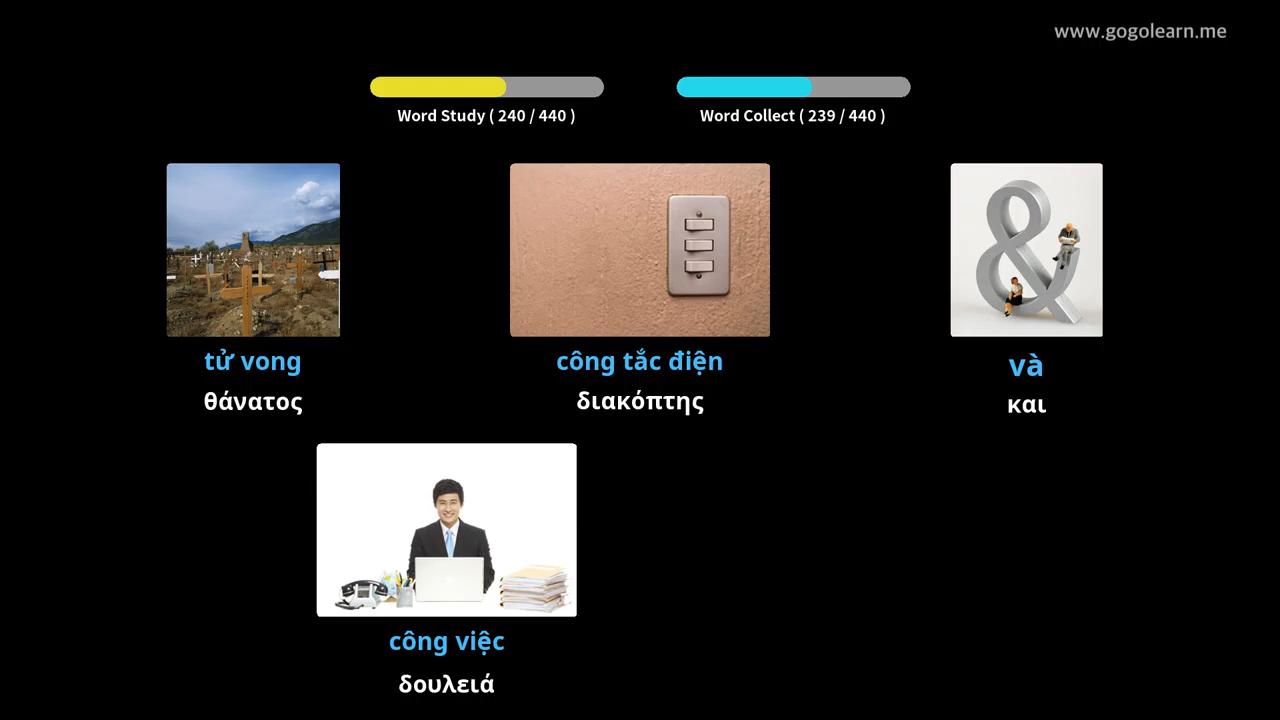 www.gogolearn.me
Word Study ( 240 / 440 )
Word Collect ( 239 / 440 )
tử vong
θάνατος
công tắc điện
διακόπτης
và
και
công việc
δουλειά